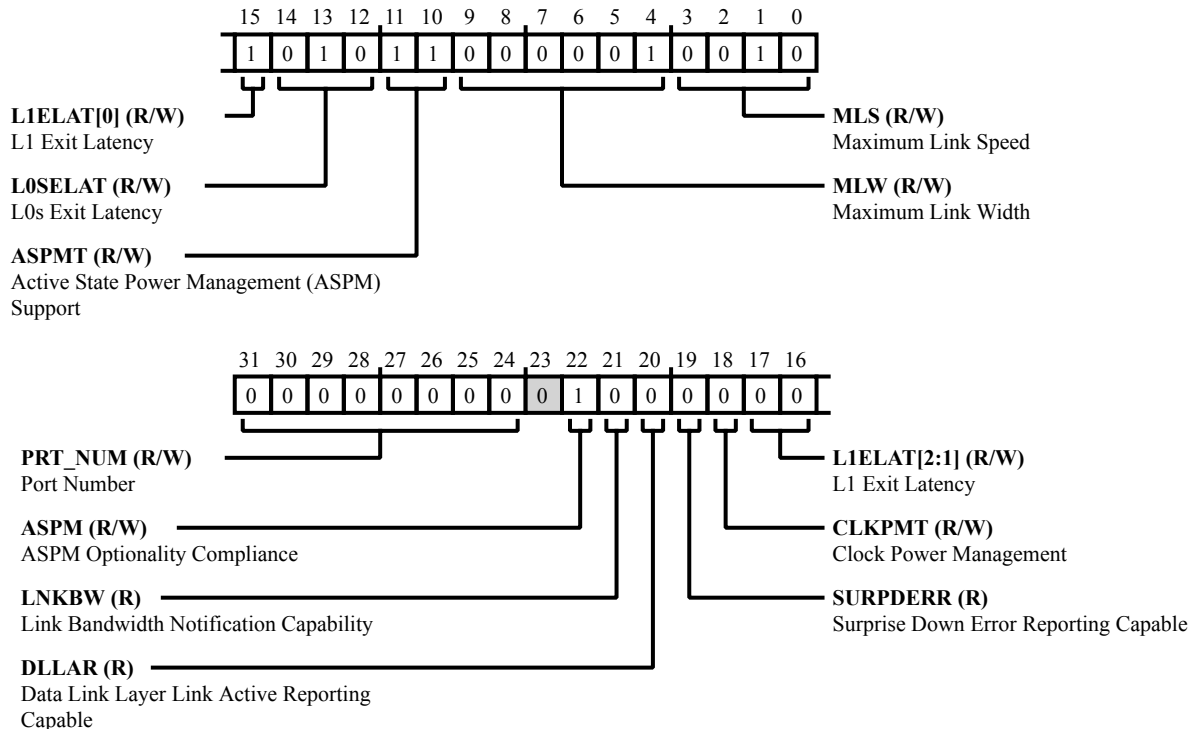 15 14 13 12 11 10 9 8 7 6 5 4 3 2 1 0
1 0 1 0 1 1 0 0 0 0 0 1 0 0 1 0
L1ELAT[0] (R/W)
L1 Exit Latency
MLS (R/W)
Maximum Link Speed
L0SELAT (R/W)
L0s Exit Latency
MLW (R/W)
Maximum Link Width
ASPMT (R/W)
Active State Power Management (ASPM)
Support
31 30 29 28 27 26 25 24 23 22 21 20 19 18 17 16
0 0 0 0 0 0 0 0 0 1 0 0 0 0 0 0
PRT_NUM (R/W)
Port Number
L1ELAT[2:1] (R/W)
L1 Exit Latency
ASPM (R/W)
ASPM Optionality Compliance
CLKPMT (R/W)
Clock Power Management
LNKBW (R)
Link Bandwidth Notification Capability
SURPDERR (R)
Surprise Down Error Reporting Capable
DLLAR (R)
Data Link Layer Link Active Reporting
Capable